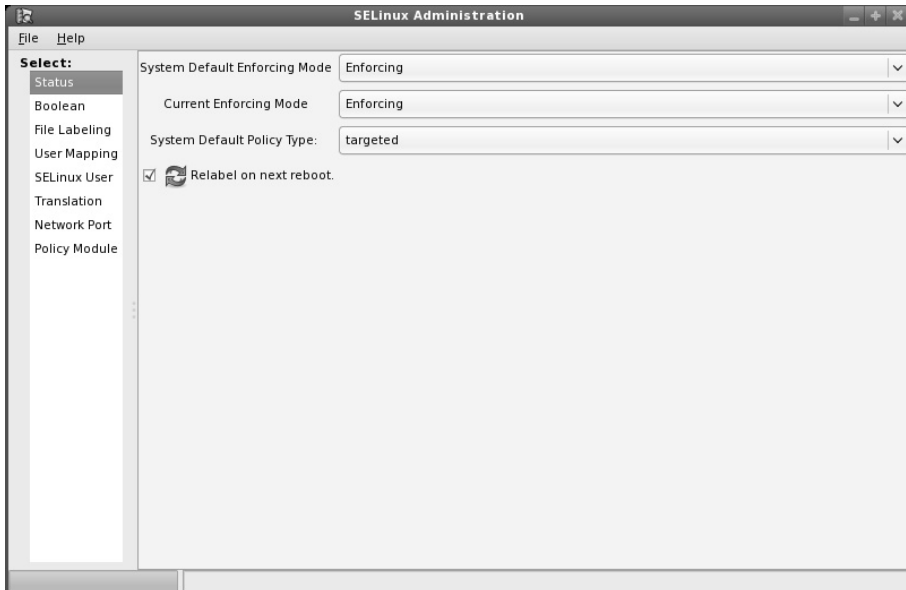 SELinux Administration
File Help
Select:
Status
Boolean
File Labeling
User Mapping
SELinux User
Translation
Network Port
Policy Module
System Default Enforcing Mode Enforcing
Current Enforcing Mode Enforcing
System Default Policy Type: targeted
Relabel on next reboot.